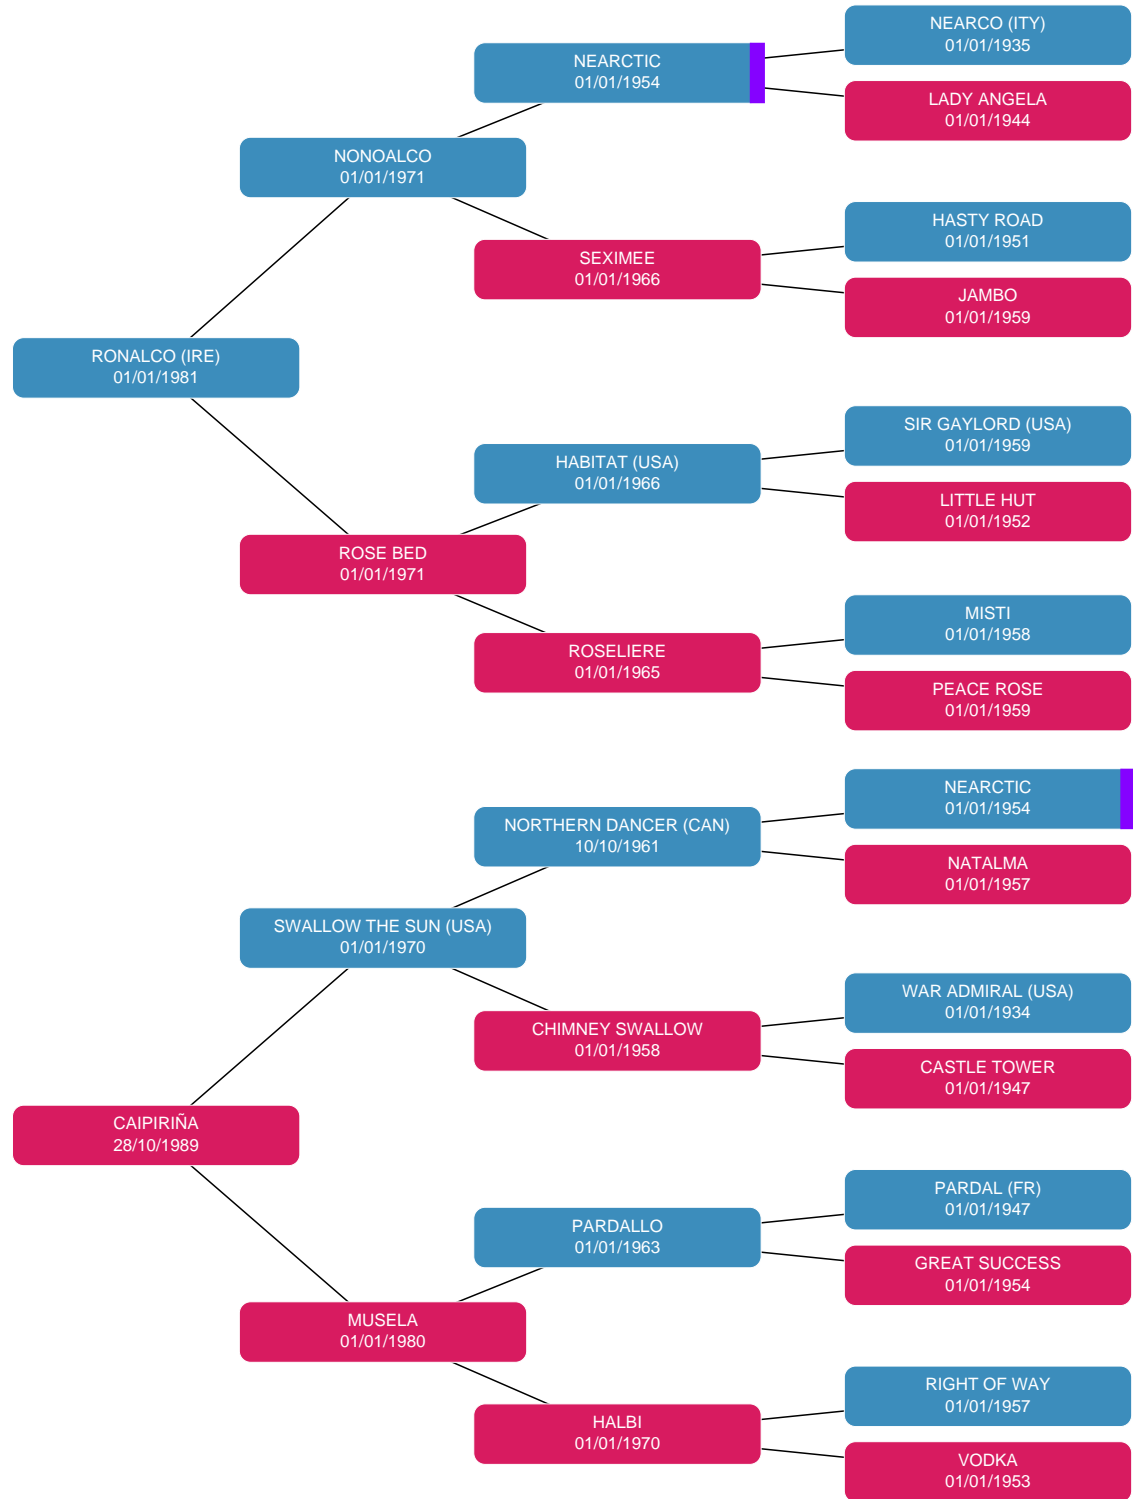 NEARCO (ITY)
01/01/1935
NEARCTIC
01/01/1954
LADY ANGELA
01/01/1944
NONOALCO
01/01/1971
HASTY ROAD
01/01/1951
SEXIMEE
01/01/1966
JAMBO
01/01/1959
RONALCO (IRE)
01/01/1981
SIR GAYLORD (USA)
01/01/1959
HABITAT (USA)
01/01/1966
LITTLE HUT
01/01/1952
ROSE BED
01/01/1971
MISTI
01/01/1958
ROSELIERE
01/01/1965
PEACE ROSE
01/01/1959
NEARCTIC
01/01/1954
NORTHERN DANCER (CAN)
10/10/1961
NATALMA
01/01/1957
SWALLOW THE SUN (USA)
01/01/1970
WAR ADMIRAL (USA)
01/01/1934
CHIMNEY SWALLOW
01/01/1958
CASTLE TOWER
01/01/1947
CAIPIRIÑA
28/10/1989
PARDAL (FR)
01/01/1947
PARDALLO
01/01/1963
GREAT SUCCESS
01/01/1954
MUSELA
01/01/1980
RIGHT OF WAY
01/01/1957
HALBI
01/01/1970
VODKA
01/01/1953